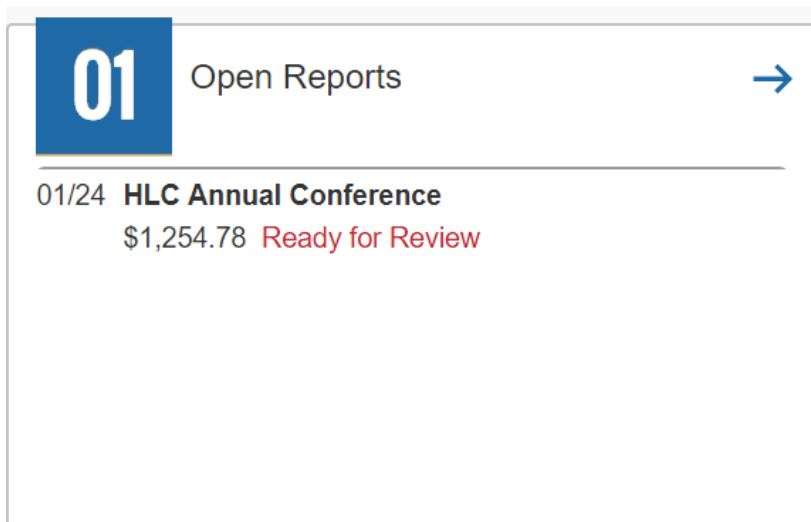 01
Open Reports
01/24 HLC Annual Conference
$1,254.78 Ready for Review